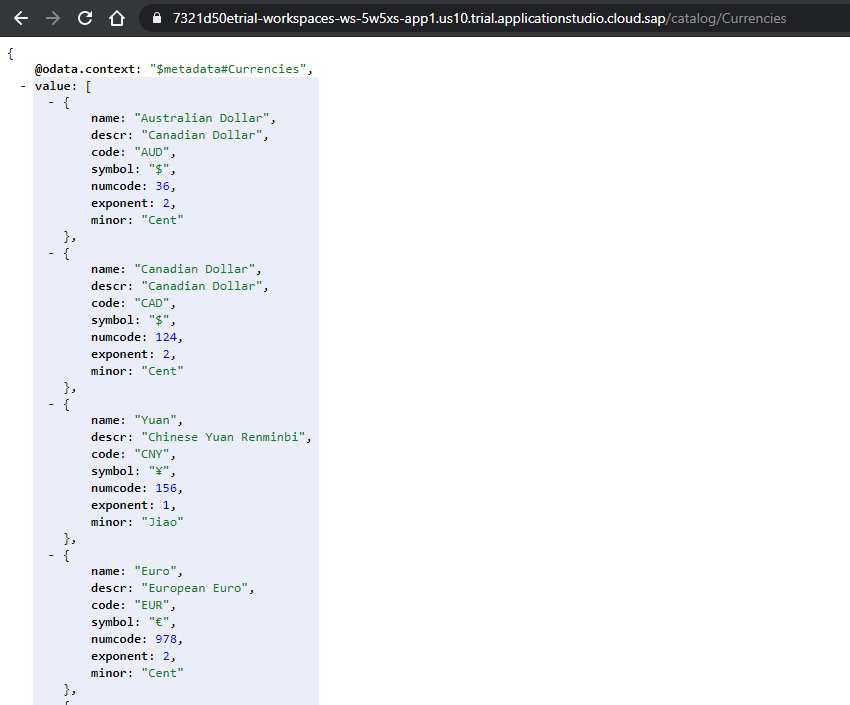 7321d50etrial-workspaces-ws-5w5xs-app1.us10.trial.applicationstudio.cloud.sap/catalog/Currencies
{
@odata.context: "$metadata#Currencies",
- value: [
- {
name: "Australian Dollar",
descr: "Canadian Dollar",
code: "AUD",
symbol: "$",
numcode: 36,
exponent: 2,
minor: "Cent"
},
- {
name: "Canadian Dollar",
descr: "Canadian Dollar",
code: "CAD",
symbol: "$",
numcode: 124,
exponent: 2,
minor: "Cent"
},
- {
name: "Yuan",
descr: "Chinese Yuan Renminbi",
code: "CNY",
symbol: "¥",
numcode: 156,
exponent: 1,
minor: "Jiao"
},
- {
name: "Euro",
descr: "European Euro",
code: "EUR",
symbol: "€",
numcode: 978,
exponent: 2,
minor: "Cent"
},